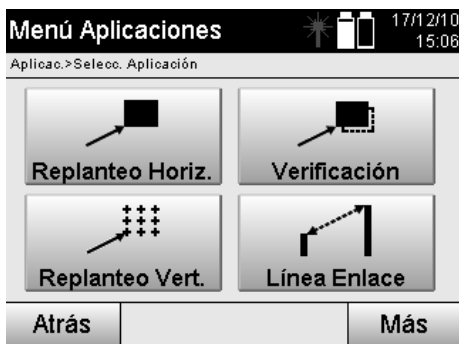 Menú Aplicaciones
17/12/10
15:06
Aplicac.>Selecc. Aplicación
Replanteo Horiz.
Verificación
Replanteo Vert.
Línea Enlace
Atrás
Más